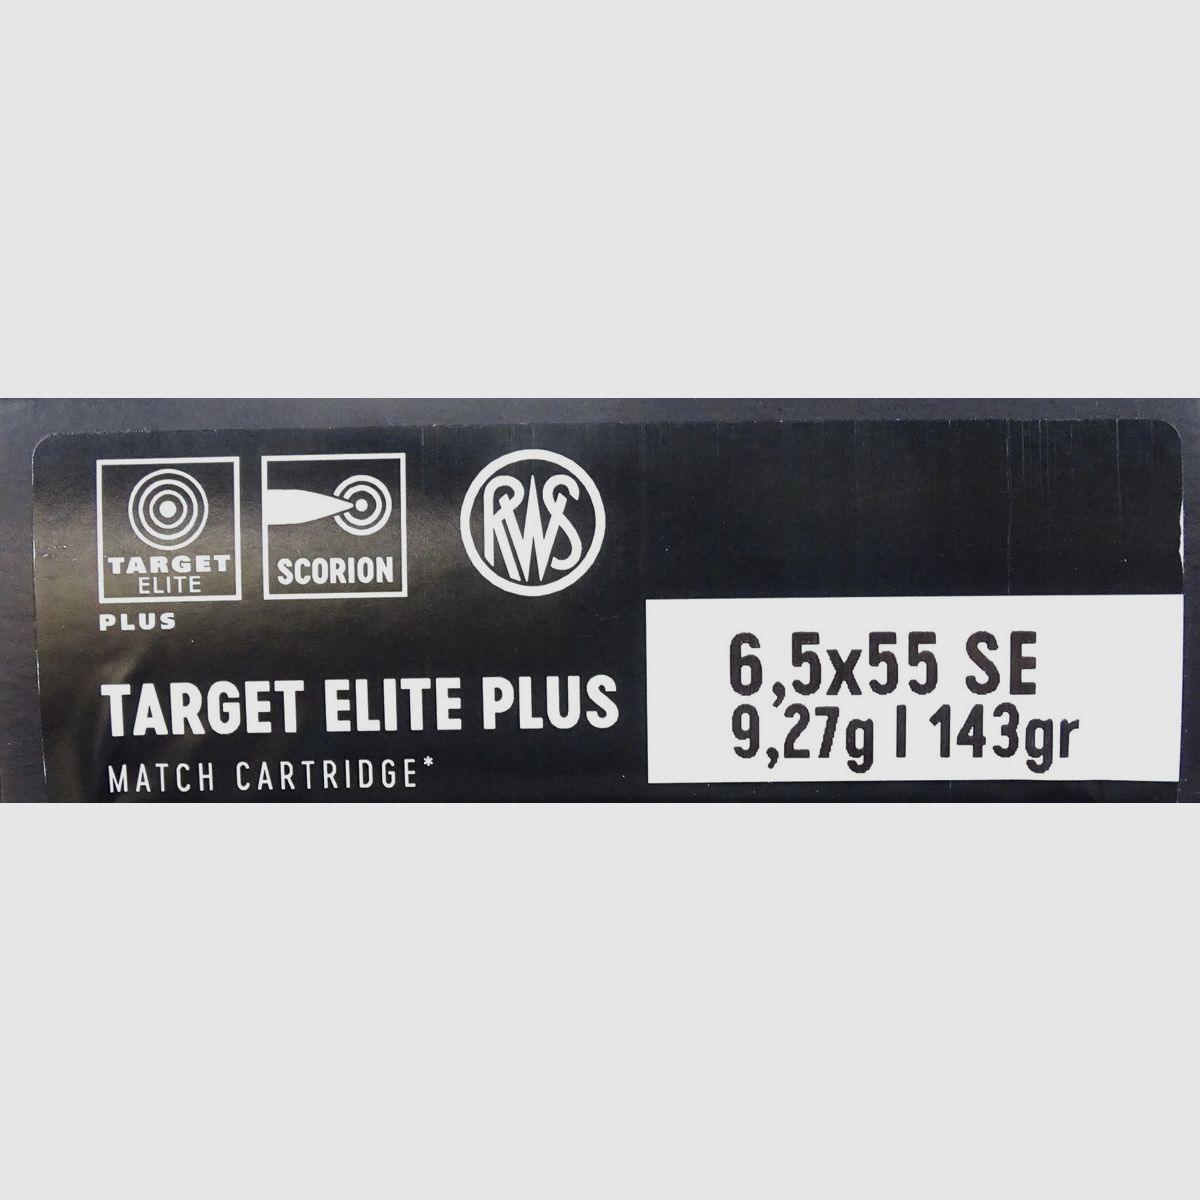 TARGET
ELITE
PLUS
SCORION
RWS
TARGET ELITE PLUS
MATCH CARTRIDGE*
6,5x55 SE
9,27g | 143gr